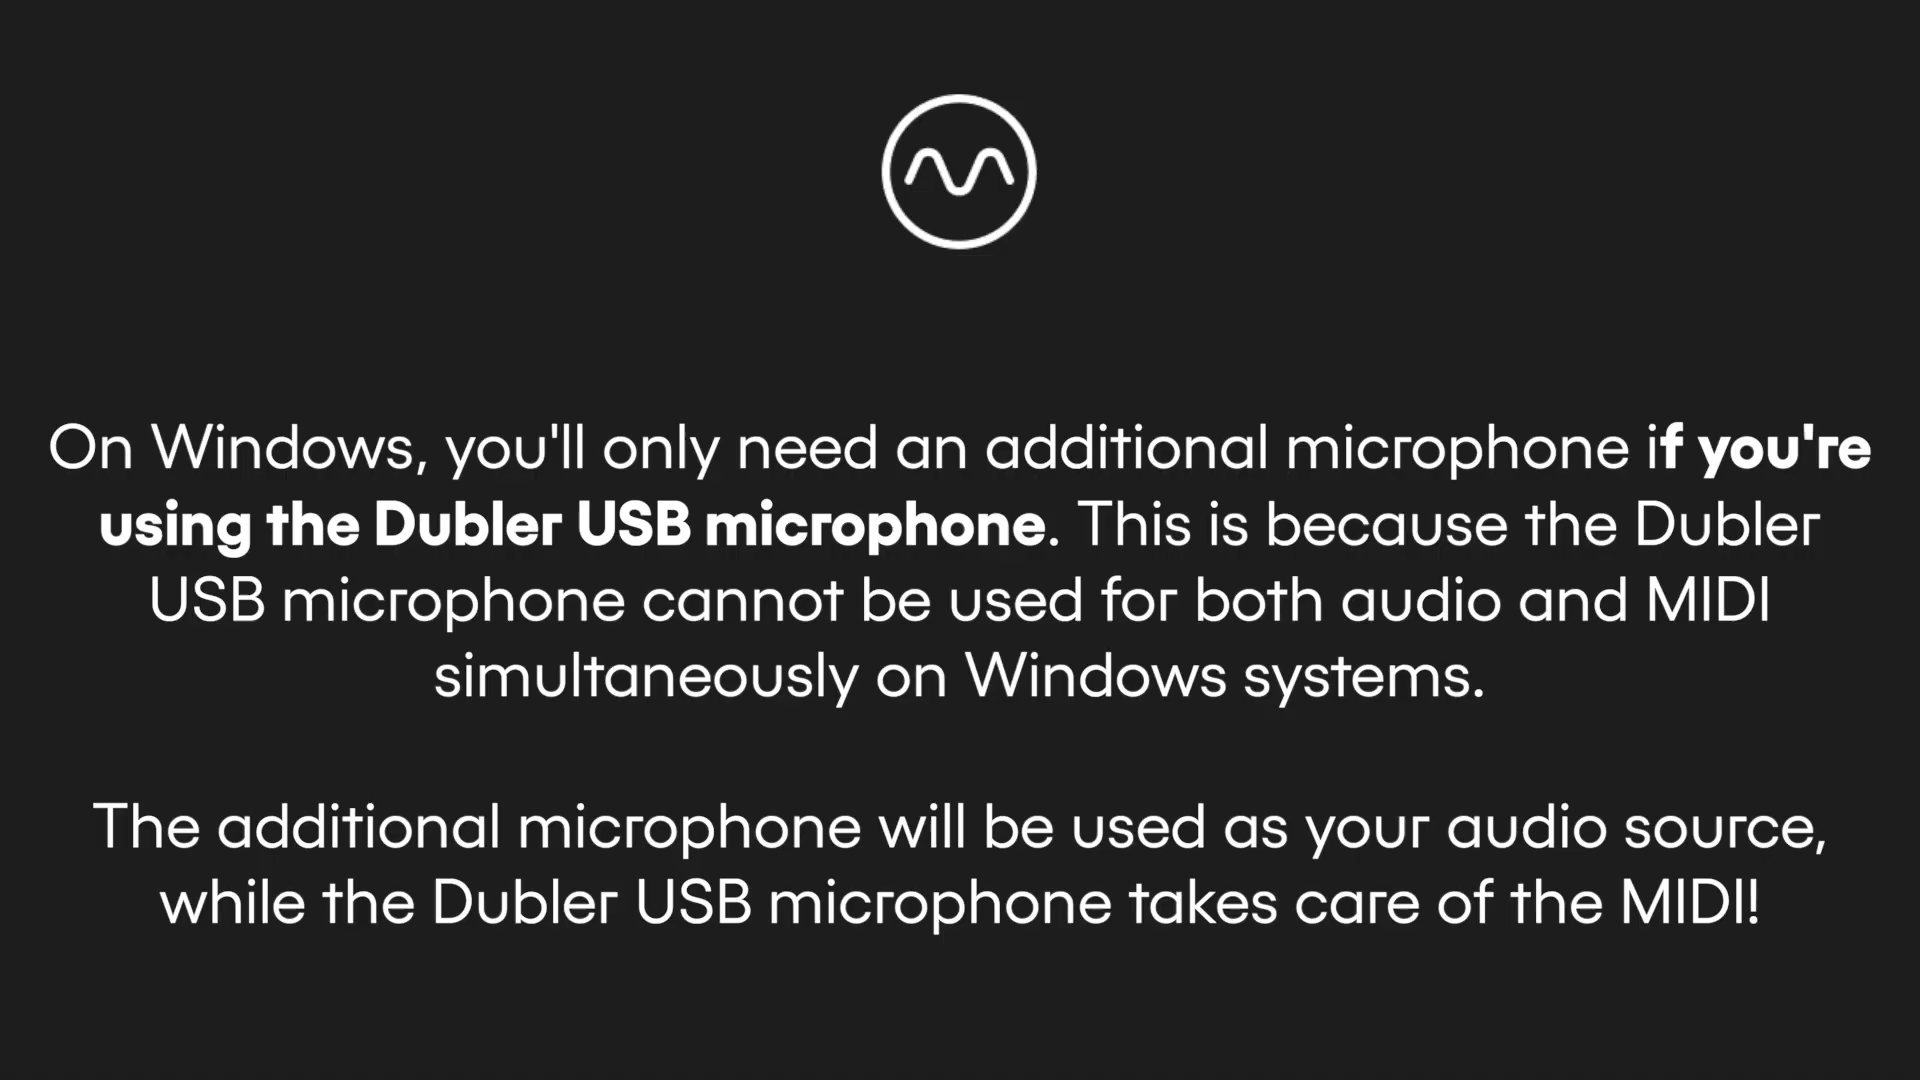 On Windows, you'll only need an additional microphone if you're
using the Dubler USB microphone. This is because the Dubler
USB microphone cannot be used for both audio and MIDI
simultaneously on Windows systems.
The additional microphone will be used as your audio source,
while the Dubler USB microphone takes care of the MIDI!